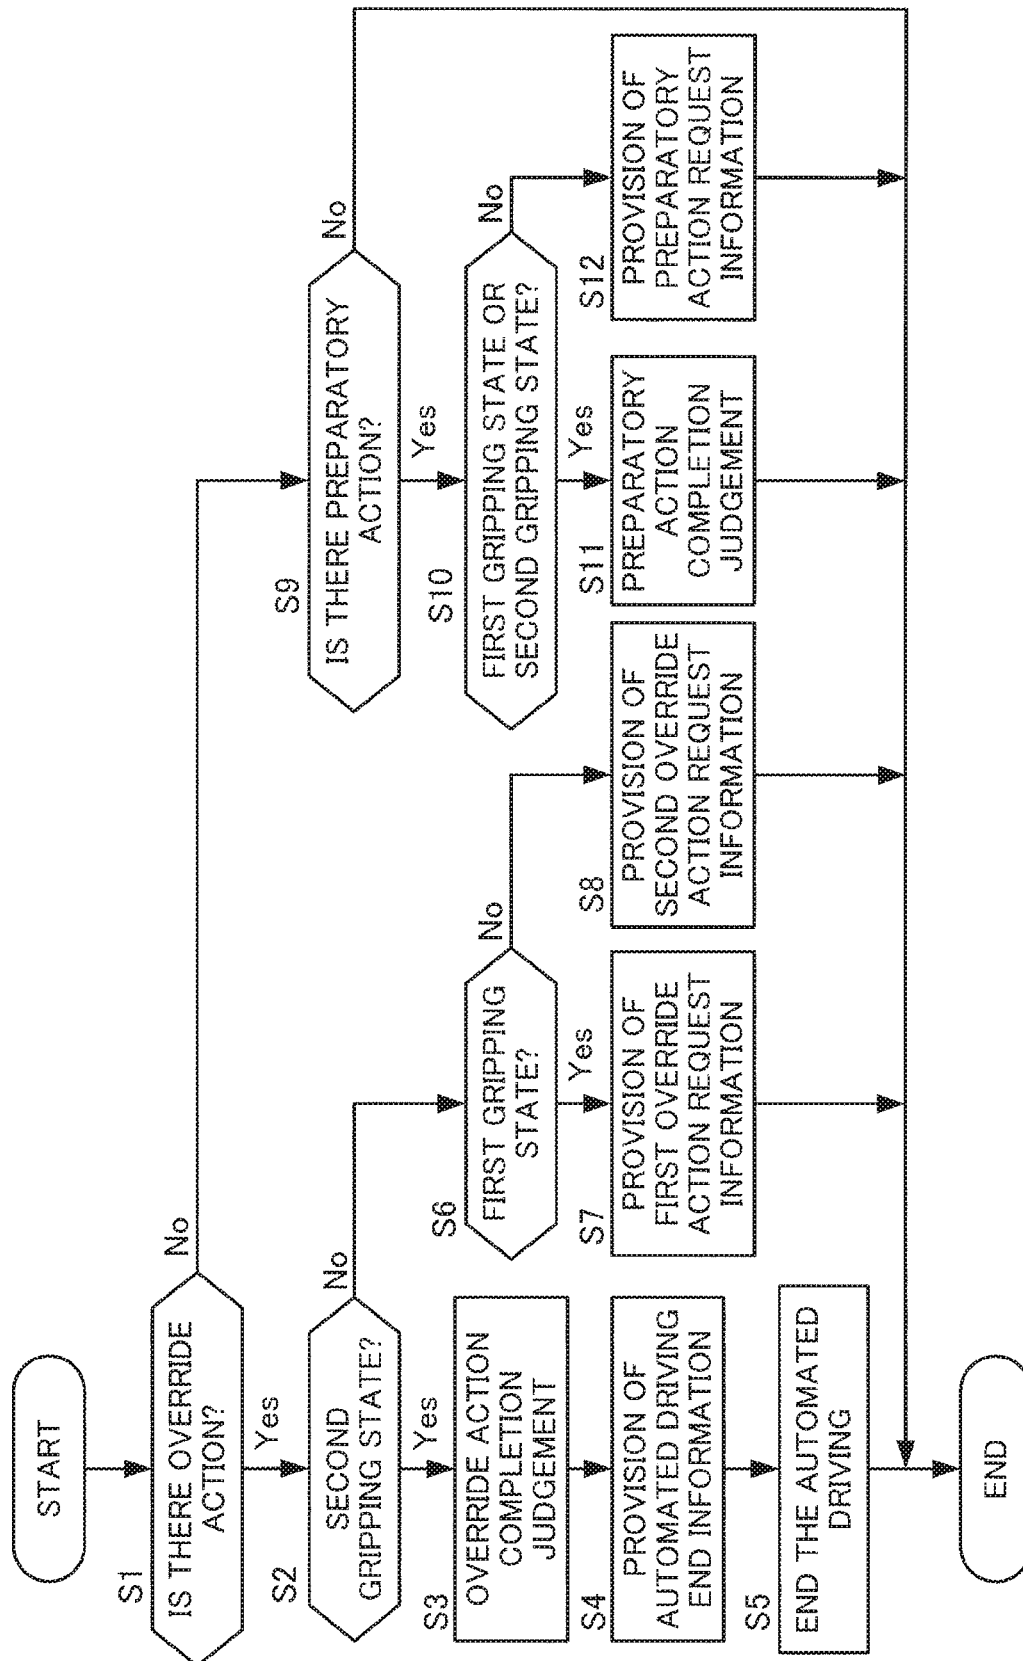 START
S1
IS THERE OVERRIDE
ACTION?
No
Yes
S2
SECOND
GRIPPING STATE?
No
Yes
S3
OVERRIDE ACTION
COMPLETION
JUDGEMENT
S4
PROVISION OF
AUTOMATED DRIVING
END INFORMATION
S5
END THE AUTOMATED
DRIVING
S6
FIRST GRIPPING
STATE?
No
Yes
S7
PROVISION OF
FIRST OVERRIDE
ACTION REQUEST
INFORMATION
S8
PROVISION OF
SECOND OVERRIDE
ACTION REQUEST
INFORMATION
S9
IS THERE PREPARATORY
ACTION?
No
Yes
S10
FIRST GRIPPING STATE OR
SECOND GRIPPING STATE?
No
Yes
S11
PREPARATORY
ACTION
COMPLETION
JUDGEMENT
S12
PROVISION OF
PREPARATORY
ACTION REQUEST
INFORMATION
END